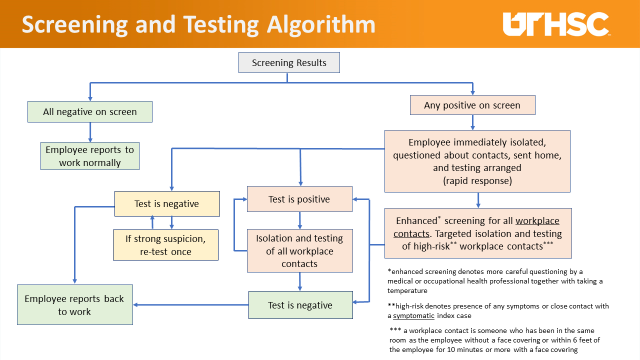 Screening and Testing Algorithm
UTHSC
Screening Results
All negative on screen
Any positive on screen
Employee reports to
work normally
Employee immediately isolated,
questioned about contacts, sent home,
and testing arranged
(rapid response)
Test is negative
Test is positive
Enhanced* screening for all workplace
contacts. Targeted isolation and testing
of high-risk** workplace contacts***
If strong suspicion,
re-test once
Isolation and testing
of all workplace
contacts
Employee reports back
to work
Test is negative
*enhanced screening denotes more careful questioning by a
medical or occupational health professional together with taking a
temperature
**high-risk denotes presence of any symptoms or close contact with
a symptomatic index case
*** a workplace contact is someone who has been in the same
room as the employee without a face covering or within 6 feet of
the employee for 10 minutes or more with a face covering